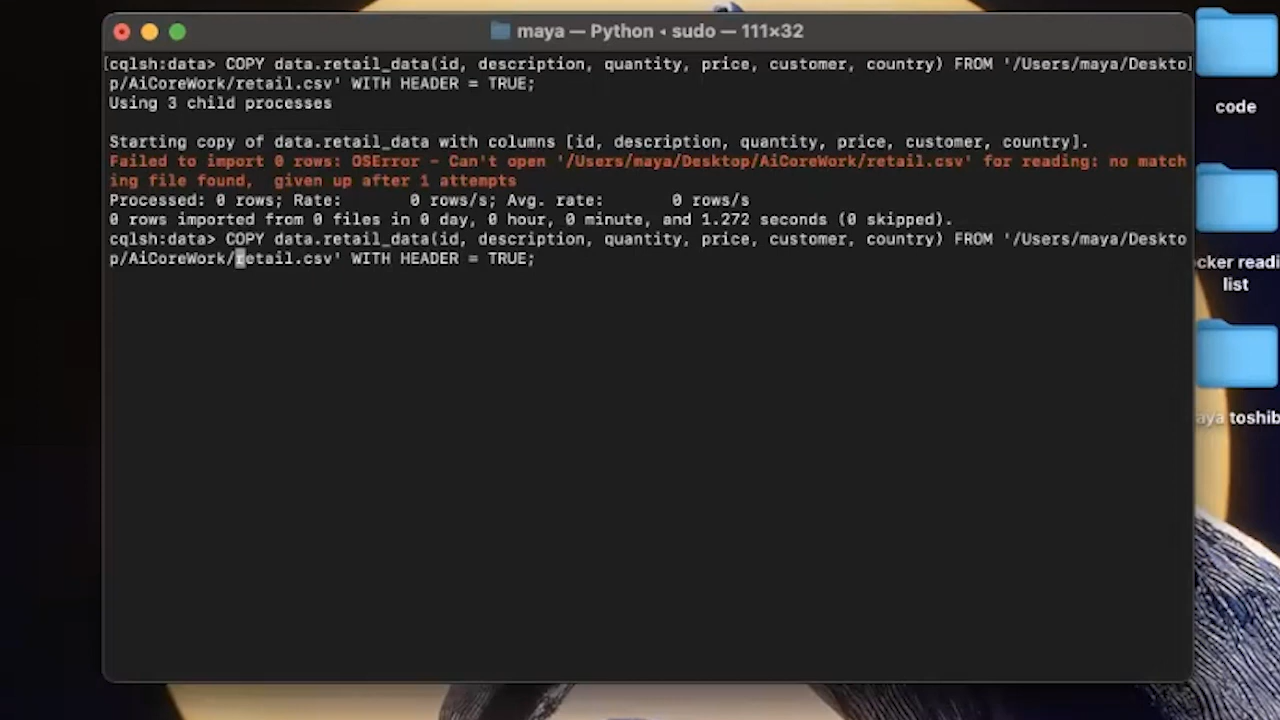 maya — Python ◂ sudo — 111×32
[cqlsh:data> COPY data.retail_data(id, description, quantity, price, customer, country) FROM '/Users/maya/Deskto]
p/AiCoreWork/retail.csv' WITH HEADER = TRUE;
Using 3 child processes
Starting copy of data.retail_data with columns [id, description, quantity, price, customer, country].
Failed to import 0 rows: OSError - Can't open '/Users/maya/Desktop/AiCoreWork/retail.csv' for reading: no match
ing file found,  given up after 1 attempts
Processed: 0 rows; Rate:       0 rows/s; Avg. rate:       0 rows/s
0 rows imported from 0 files in 0 day, 0 hour, 0 minute, and 1.272 seconds (0 skipped).
cqlsh:data> COPY data.retail_data(id, description, quantity, price, customer, country) FROM '/Users/maya/Deskto
p/AiCoreWork/retail.csv' WITH HEADER = TRUE;
code
cker readi
list
aya toshib